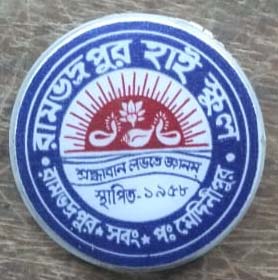 রামভদ্রপুর হাই স্কুল
শ্রদ্ধাবান লভতে জ্ঞানম
স্থাপিত-১৯৫৮
রামভদ্রপুর★ সবং★ পঃ মেদিনীপুর